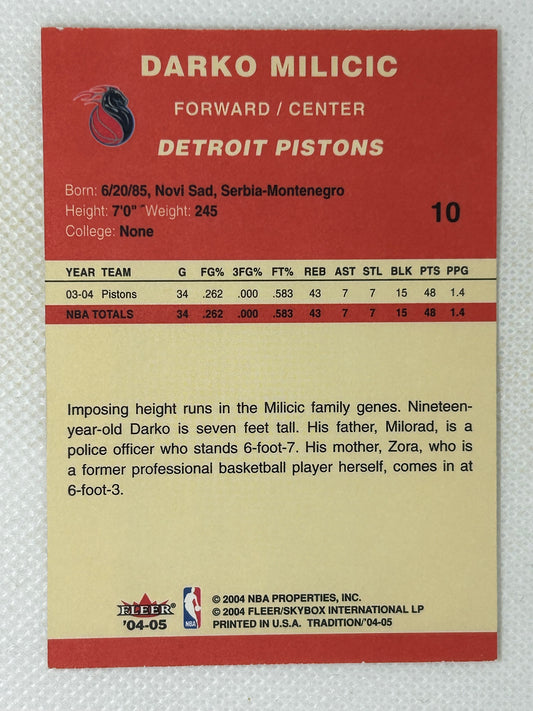 DARKO MILICIC
FORWARD / CENTER
DETROIT PISTONS
Born: 6/20/85, Novi Sad, Serbia-Montenegro
Height: 7'0" Weight: 245
10
College: None
YEAR TEAM G FG% 3FG% FT% REB AST STL BLK PTS PPG
03-04 Pistons 34 .262 .000 .583 43 7 7 15 48 1.4
NBA TOTALS 34 .262 .000 .583 43 7 7 15 48 1.4
Imposing height runs in the Milicic family genes. Nineteen-
year-old Darko is seven feet tall. His father, Milorad, is a
police officer who stands 6-foot-7. His mother, Zora, who is
a former professional basketball player herself, comes in at
6-foot-3.
FLEER
'04-05
NBA
© 2004 NBA PROPERTIES, INC.
© 2004 FLEER/SKYBOX INTERNATIONAL LP
PRINTED IN U.S.A. TRADITION/'04-05